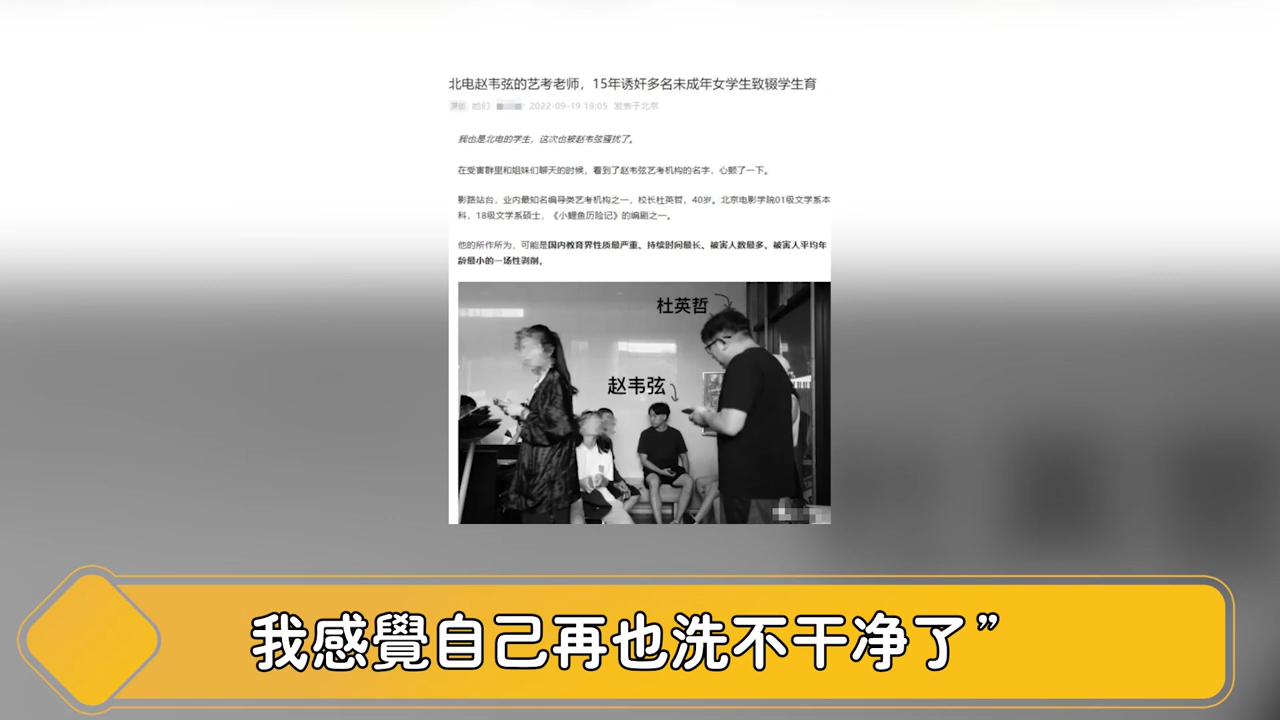 北电赵韦弦的艺考老师，15年诱奸多名未成年女学生致辍学生育
她们 2022-09-19 18:05 发表于北京
我也是北电的学生，这次也被赵韦弦骚扰了。
在受害群里和姐妹们聊天的时候，看到了赵韦弦艺考机构的名字，心颤了一下。
影路站台，业内最知名编导类艺考机构之一，校长杜英哲，40岁。北京电影学院01级文学系本
科，18级文学系硕士，《小鲤鱼历险记》的编剧之一。
他的所作所为，可能是国内教育界性质最严重、持续时间最长、被害人数最多、被害人平均年
龄最小的一场性剥削。
杜英哲
赵韦弦
我感覺自己再也洗不干净了”